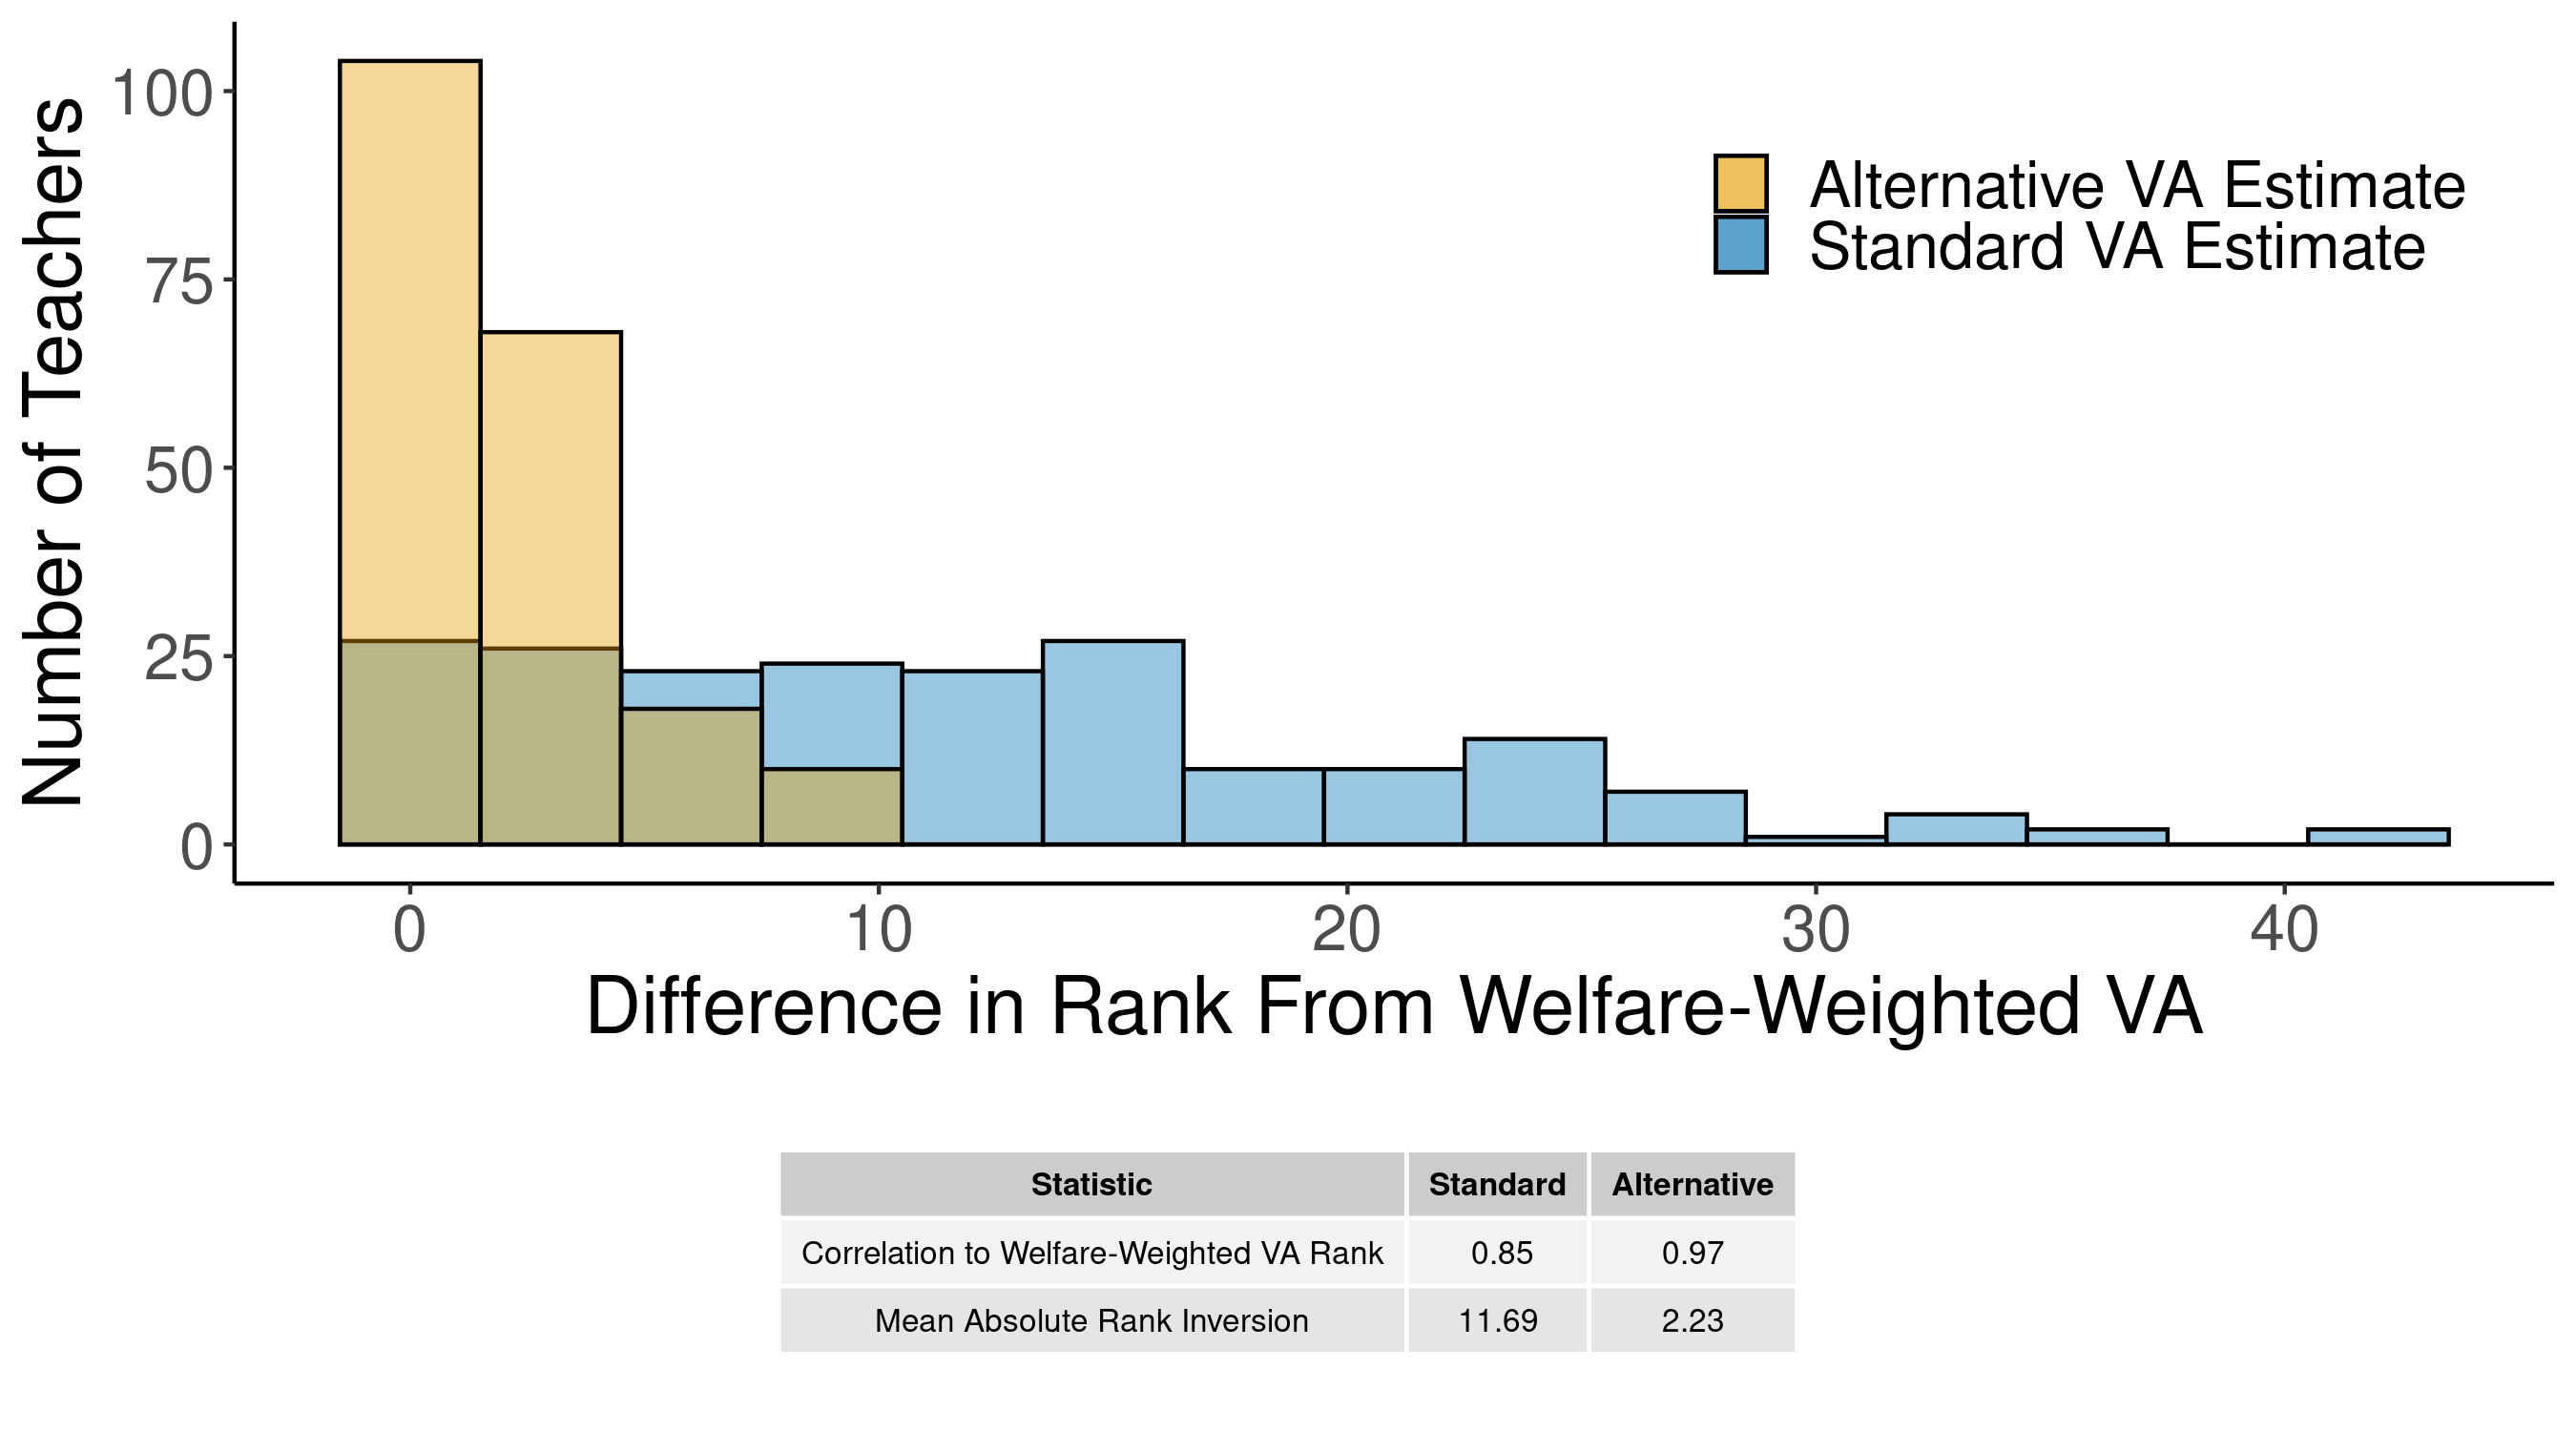 Number of Teachers
100
75
50
25
0
Alternative VA Estimate
Standard VA Estimate
0 10 20 30 40
Difference in Rank From Welfare-Weighted VA
Statistic Standard Alternative
Correlation to Welfare-Weighted VA Rank 0.85 0.97
Mean Absolute Rank Inversion 11.69 2.23